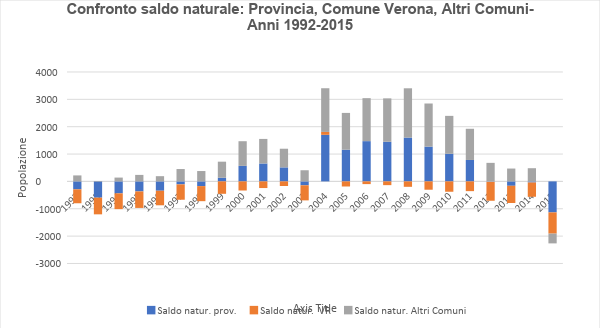 Confronto saldo naturale: Provincia, Comune Verona, Altri Comuni-
Anni 1992-2015
4000
3000
2000
1000
0
-1000
-2000
-3000
Popolazione
2000
2001
2002
2003
2004
2005
2006
2007
2008
2009
2010
2011
Axis Title
Saldo natur. prov.
Saldo natur. VR
Saldo natur. Altri Comuni